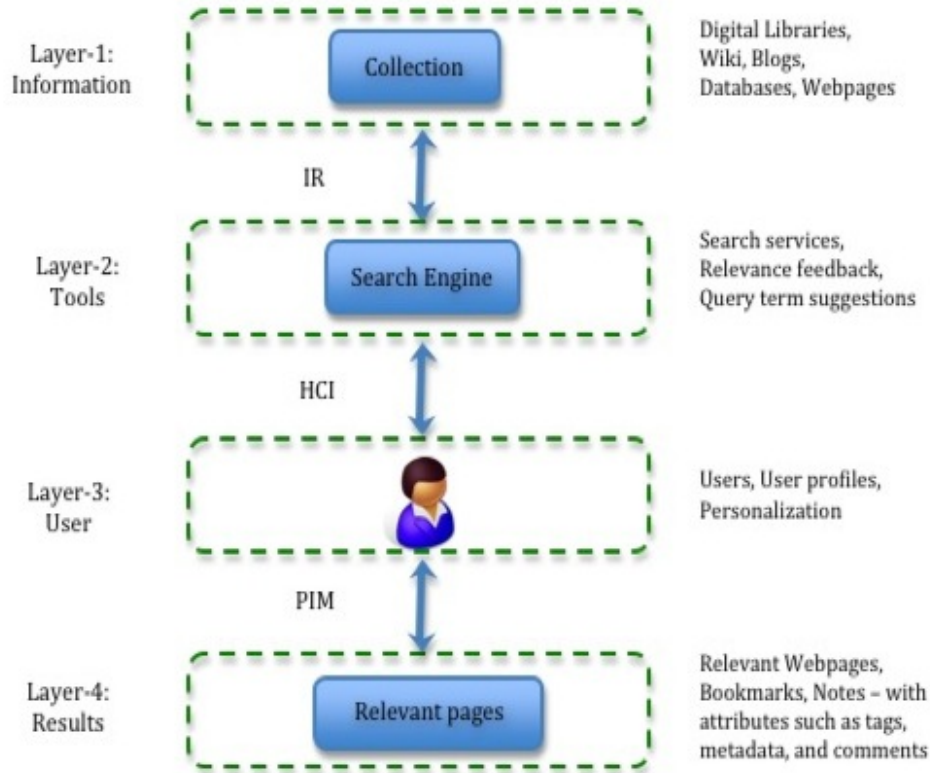 Layer-1:
Information
Collection
Digital Libraries,
Wiki, Blogs,
Databases, Webpages
IR
Layer-2:
Tools
Search Engine
Search services,
Relevance feedback,
Query term suggestions
HCI
Layer-3:
User
Users, User profiles,
Personalization
PIM
Layer-4:
Results
Relevant pages
Relevant Webpages,
Bookmarks, Notes – with
attributes such as tags,
metadata, and comments